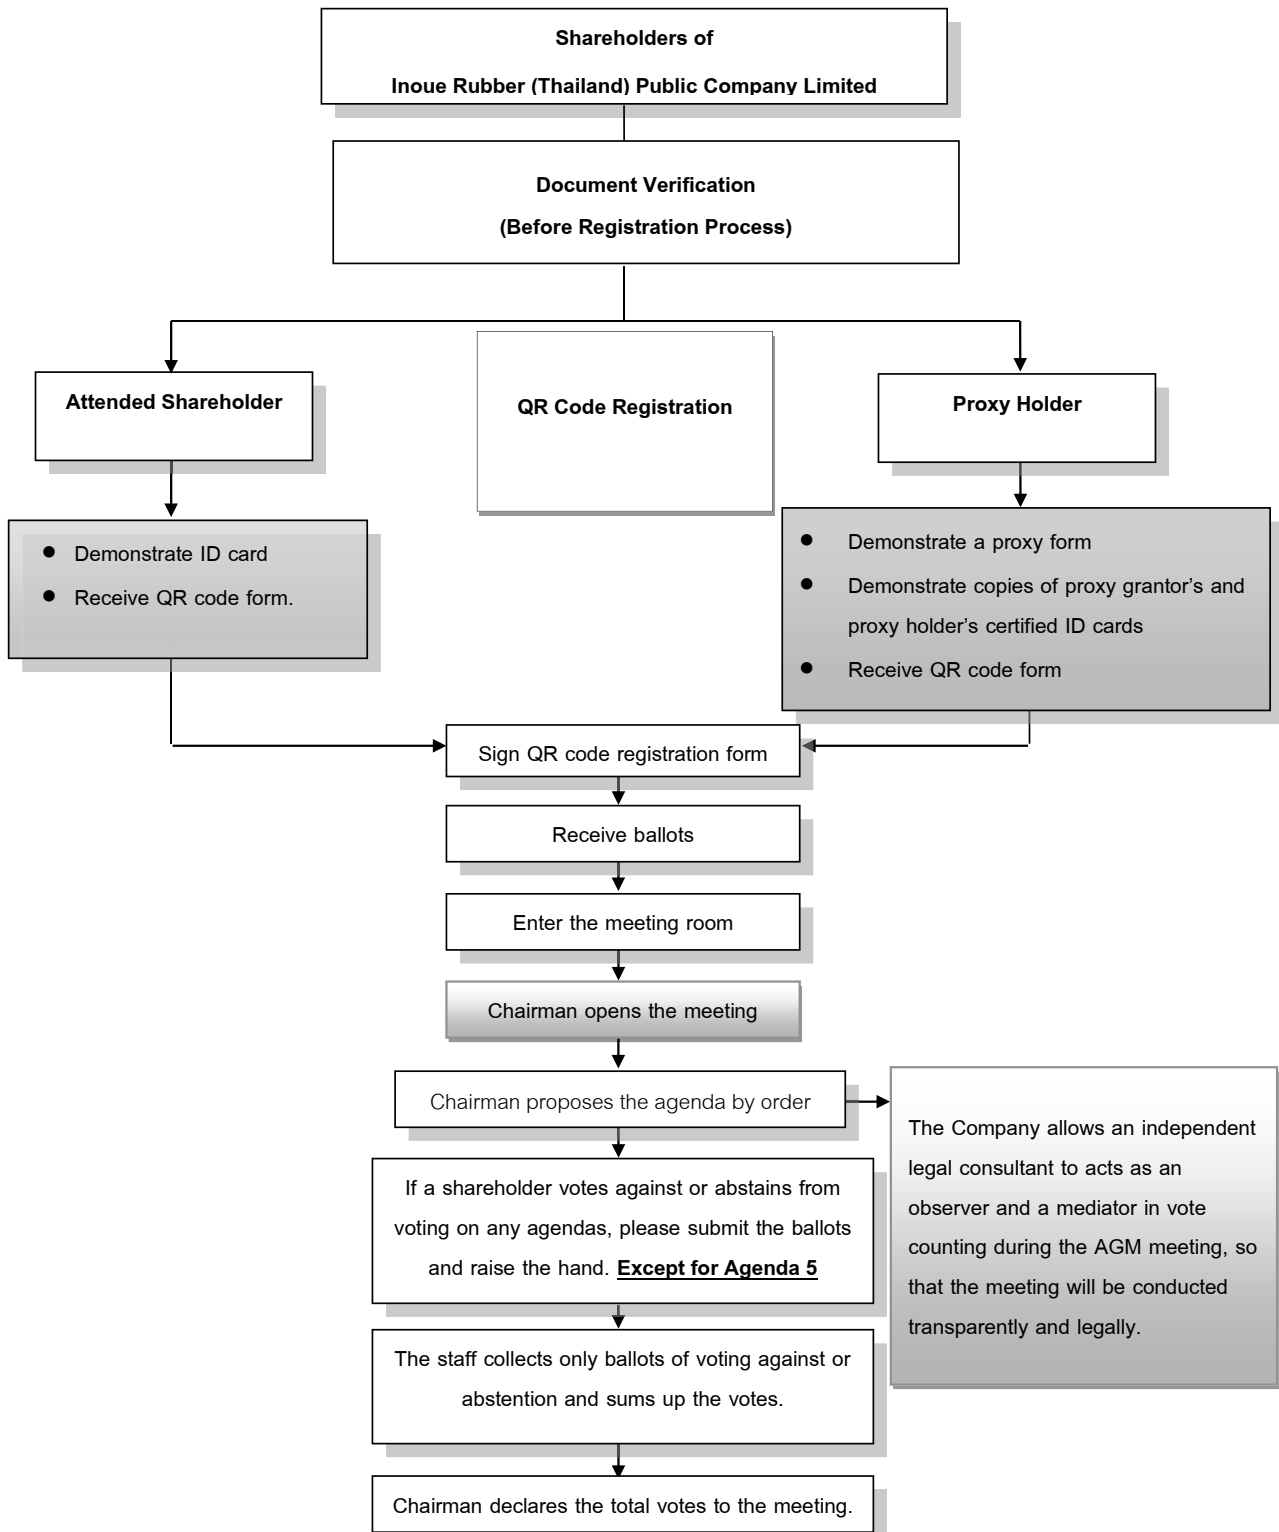 Shareholders of
Inoue Rubber (Thailand) Public Company Limited
Document Verification
(Before Registration Process)
Attended Shareholder
QR Code Registration
Proxy Holder
● Demonstrate ID card
● Receive QR code form.
● Demonstrate a proxy form
● Demonstrate copies of proxy grantor’s and
proxy holder’s certified ID cards
● Receive QR code form
Sign QR code registration form
Receive ballots
Enter the meeting room
Chairman opens the meeting
Chairman proposes the agenda by order
The Company allows an independent
legal consultant to acts as an
observer and a mediator in vote
counting during the AGM meeting, so
that the meeting will be conducted
transparently and legally.
If a shareholder votes against or abstains from
voting on any agendas, please submit the ballots
and raise the hand. Except for Agenda 5
The staff collects only ballots of voting against or
abstention and sums up the votes.
Chairman declares the total votes to the meeting.